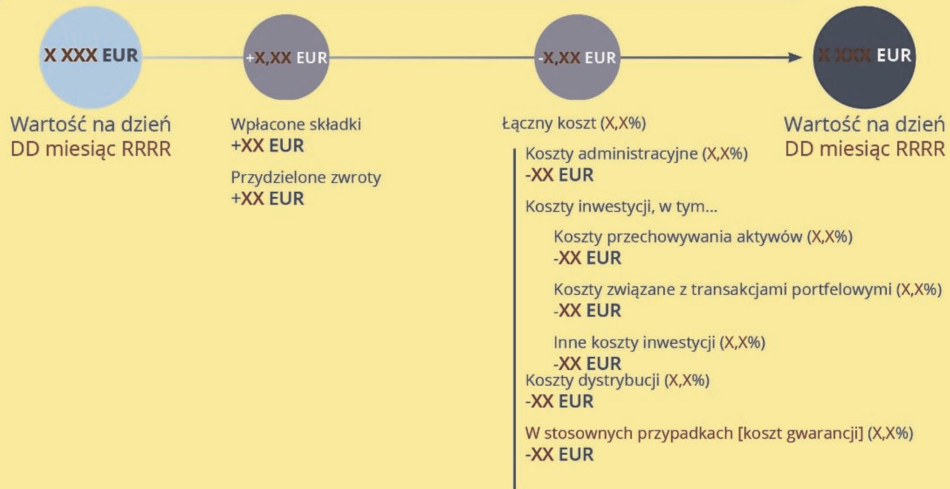 X XXX EUR
+X,XX EUR
-X,XX EUR
X XXX EUR
Wartość na dzień
DD miesiąc RRRR
Wpłacone składki
+XX EUR
Przydzielone zwroty
+XX EUR
Łączny koszt (X,X%)
Koszty administracyjne (X,X%)
-XX EUR
Koszty inwestycji, w tym...
Koszty przechowywania aktywów (X,X%)
-XX EUR
Koszty związane z transakcjami portfelowymi (X,X%)
-XX EUR
Inne koszty inwestycji (X,X%)
-XX EUR
Koszty dystrybucji (X,X%)
-XX EUR
W stosownych przypadkach [koszt gwarancji] (X,X%)
-XX EUR
Wartość na dzień
DD miesiąc RRRR